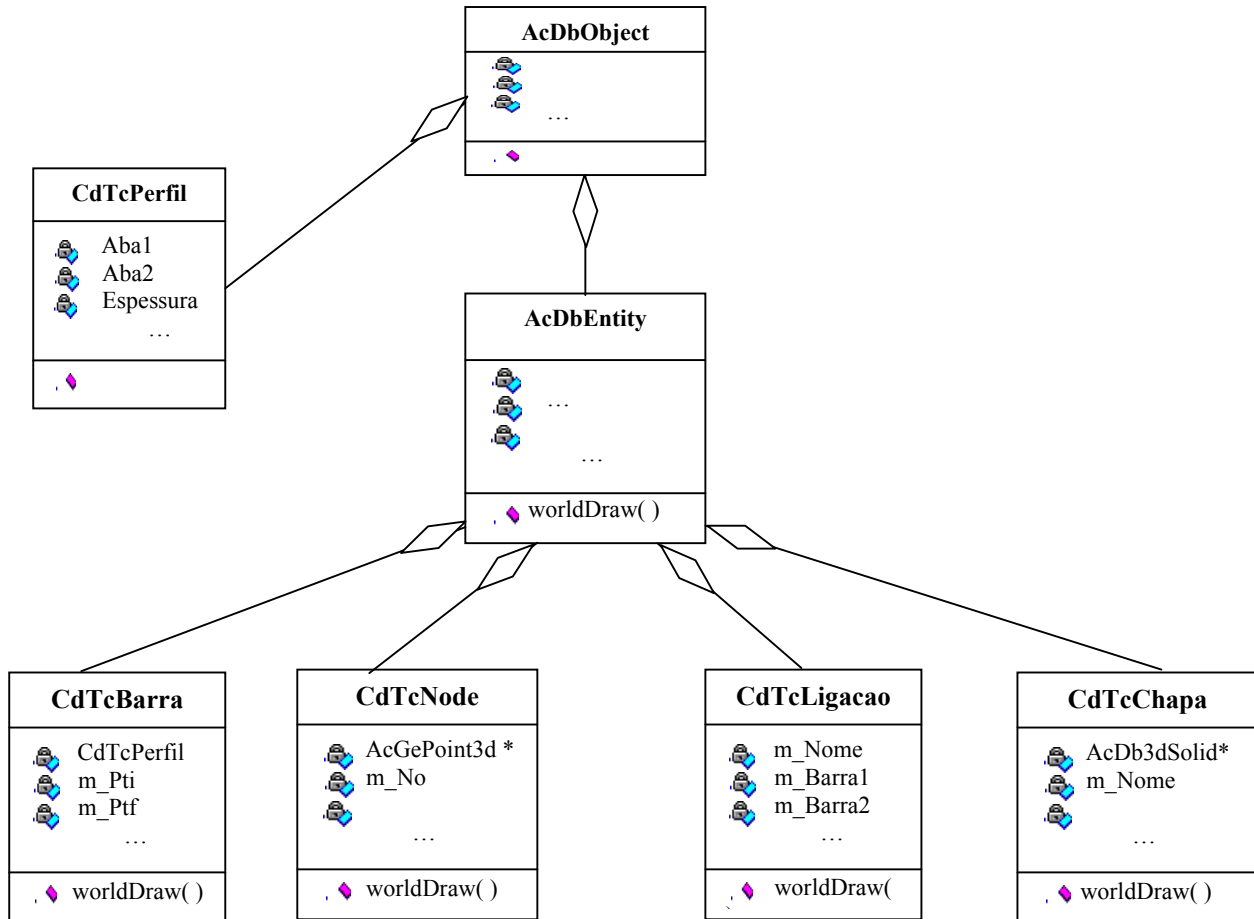 AcDbObject
…
CdTcPerfil
Aba1
Aba2
Espessura
…
AcDbEntity
…
…
worldDraw( )
CdTcBarra
CdTcPerfil
m_Pti
m_Ptf
…
worldDraw( )
CdTcNode
AcGePoint3d *
m_No
…
worldDraw( )
CdTcLigacao
m_Nome
m_Barra1
m_Barra2
…
worldDraw(
CdTcChapa
AcDb3dSolid*
m_Nome
…
worldDraw( )